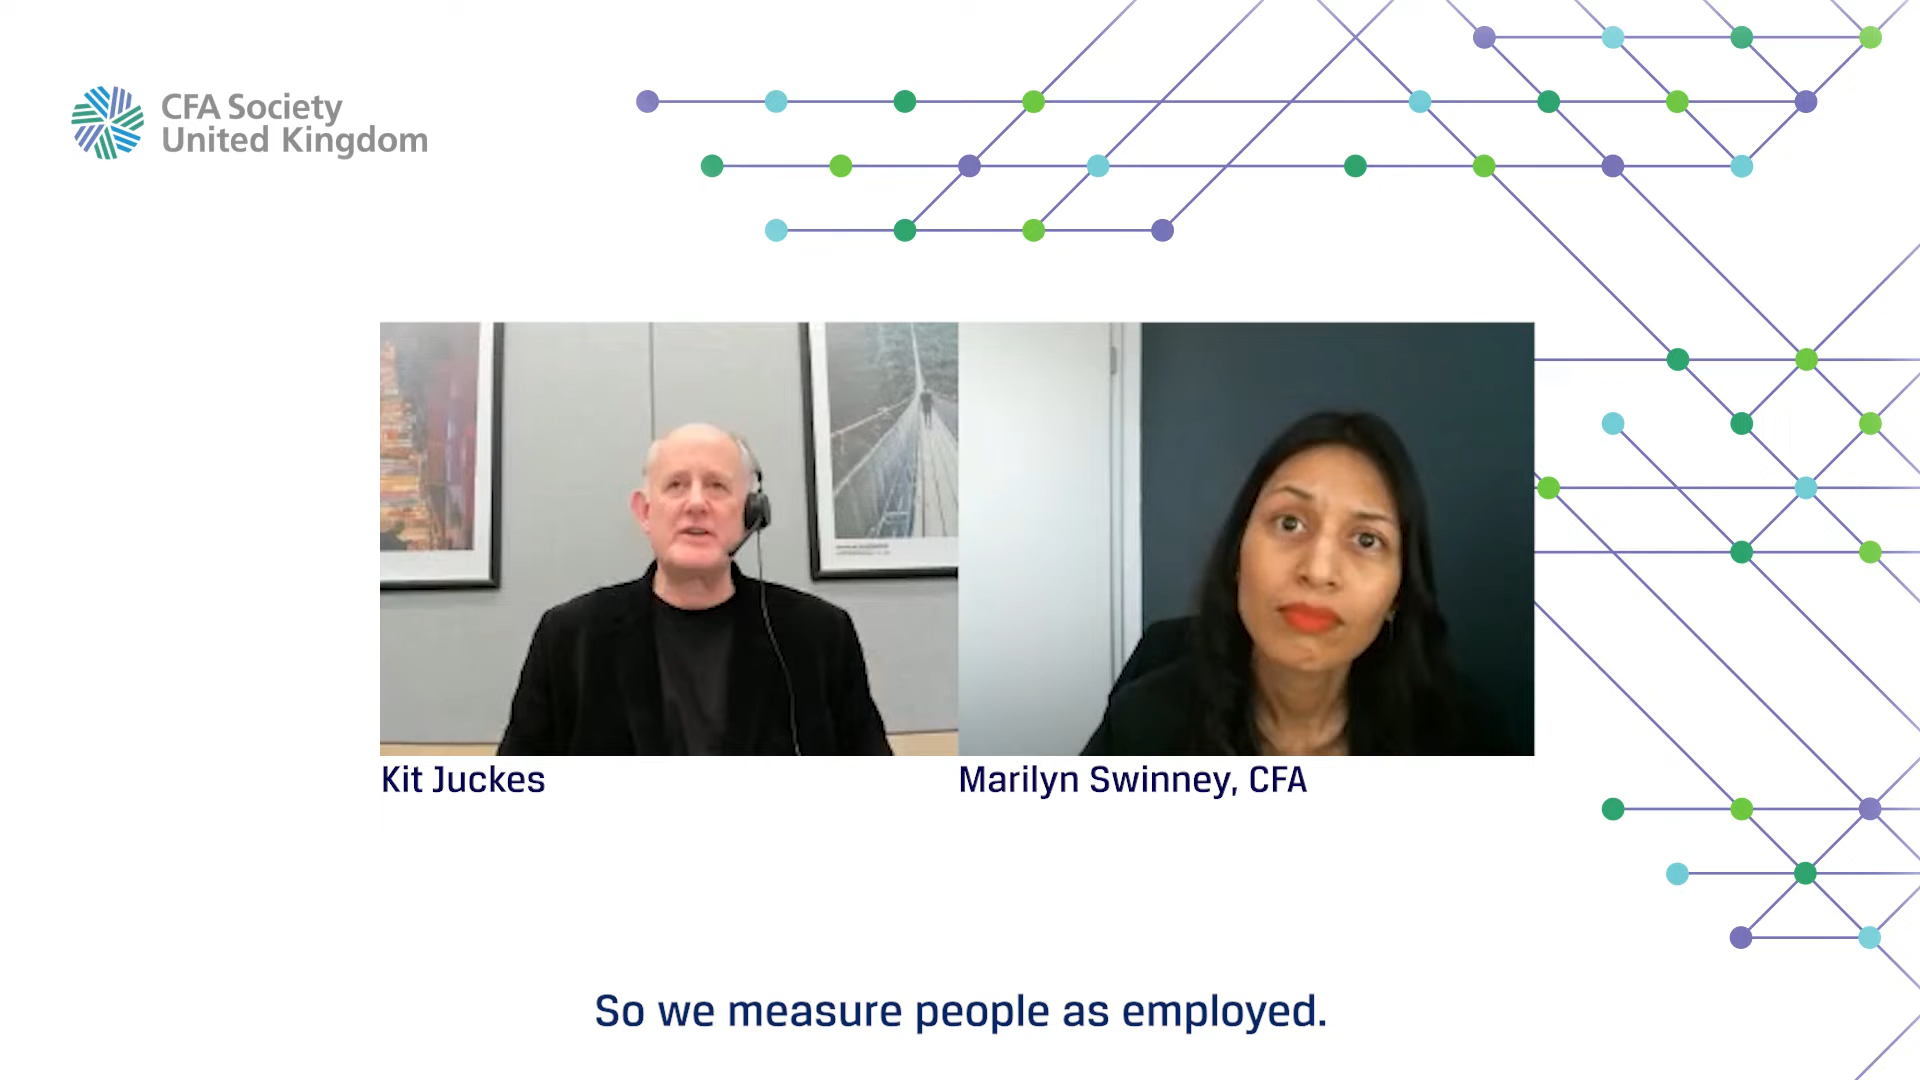 CFA Society
United Kingdom
Kit Juckes
Marilyn Swinney, CFA
So we measure people as employed.